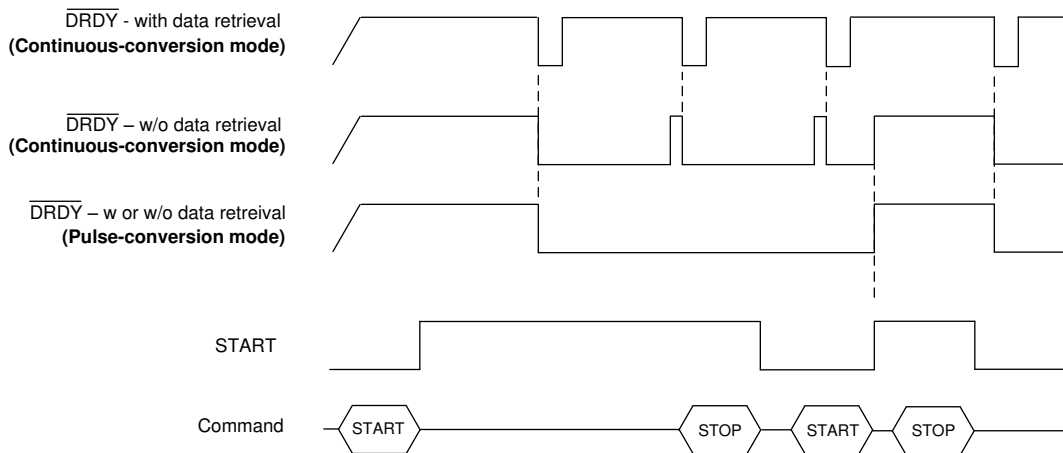 DRDY - with data retrieval
(Continuous-conversion mode)
DRDY – w/o data retrieval
(Continuous-conversion mode)
DRDY – w or w/o data retreival
(Pulse-conversion mode)
START
Command
START
STOP
START
STOP